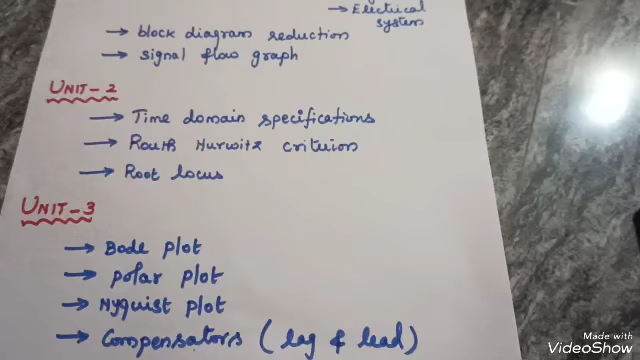 → Electrical
system
→ block diagram reduction
→ signal flow graph
UNIT-2
→ Time domain specifications
→ Routh Hurwitz criterion
→ Root locus
UNIT-3
→ Bode plot
→ polar plot
→ Nyquist plot
→ Compensators (lag & lead)
Made with
VideoShow